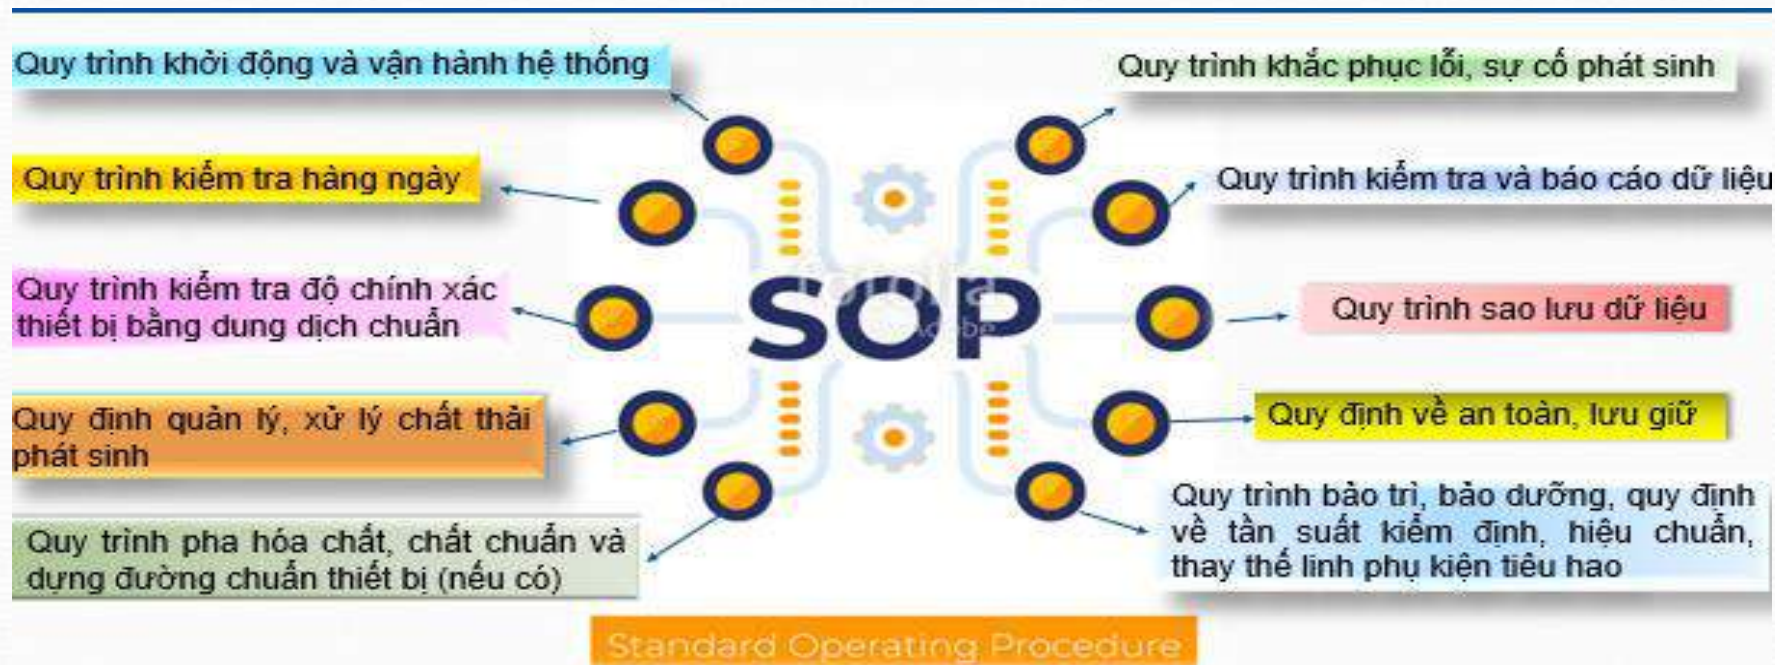 Quy trình khởi động và vận hành hệ thống
Quy trình kiểm tra hàng ngày
Quy trình kiểm tra độ chính xác
thiết bị bằng dung dịch chuẩn
Quy định quản lý, xử lý chất thải
phát sinh
Quy trình pha hóa chất, chất chuẩn và
dựng đường chuẩn thiết bị (nếu có)
SOP
Quy trình khắc phục lỗi, sự cố phát sinh
Quy trình kiểm tra và báo cáo dữ liệu
Quy trình sao lưu dữ liệu
Quy định về an toàn, lưu giữ
Quy trình bảo trì, bảo dưỡng, quy định
về tần suất kiểm định, hiệu chuẩn,
thay thế linh phụ kiện tiêu hao
Standard Operating Procedure